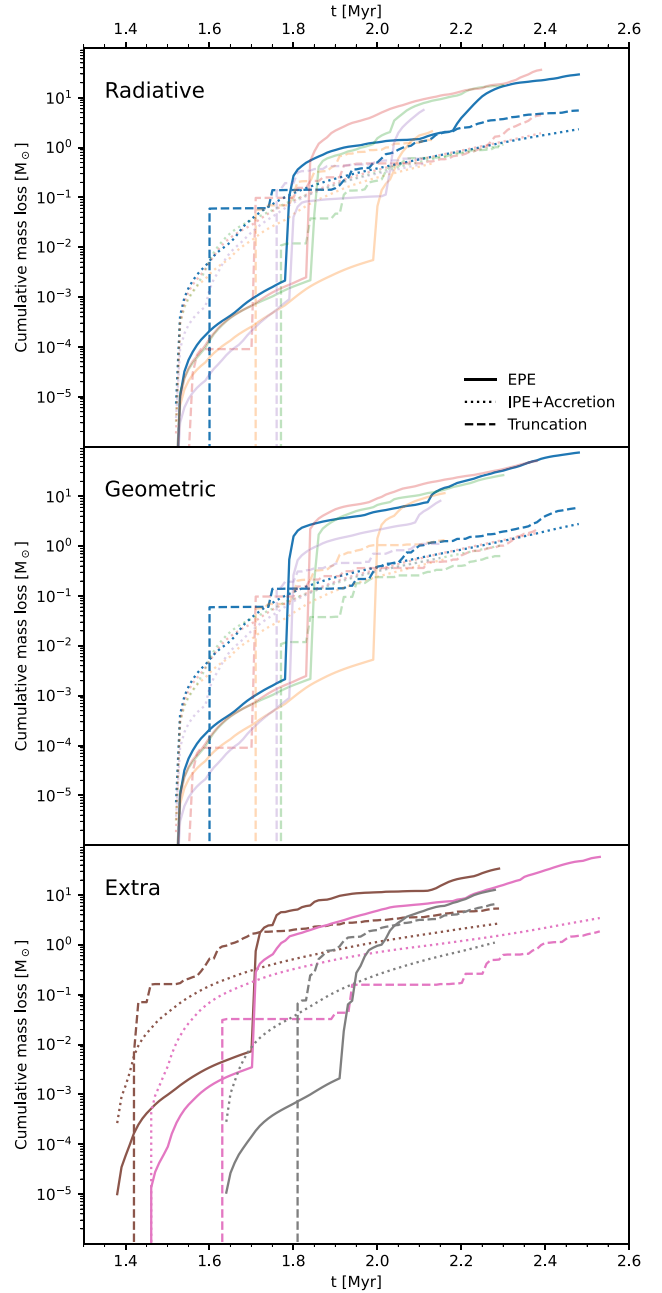 t [Myr]
1.4 1.6 1.8 2.0 2.2 2.4 2.6
Radiative
Cumulative mass loss [M⊙]
10¹
10⁰
10⁻¹
10⁻²
10⁻³
10⁻⁴
10⁻⁵
EPE
IPE+Accretion
Truncation
Geometric
Cumulative mass loss [M⊙]
10¹
10⁰
10⁻¹
10⁻²
10⁻³
10⁻⁴
10⁻⁵
Extra
Cumulative mass loss [M⊙]
10¹
10⁰
10⁻¹
10⁻²
10⁻³
10⁻⁴
10⁻⁵
1.4 1.6 1.8 2.0 2.2 2.4 2.6
t [Myr]